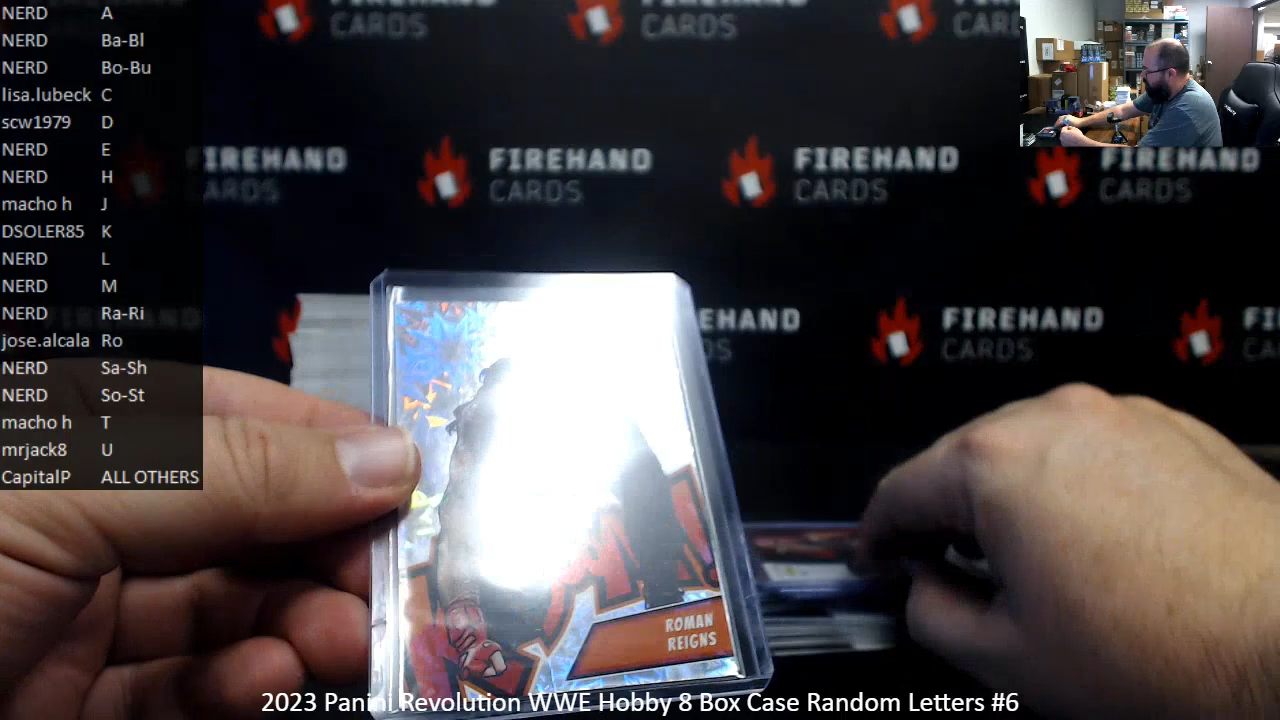 NERD A
NERD Ba-Bl
NERD Bo-Bu
lisa.lubeck C
scw1979 D
NERD E
NERD H
macho h J
DSOLER85 K
NERD L
NERD M
NERD Ra-Ri
jose.alcala Ro
NERD Sa-Sh
NERD So-St
macho h T
mrjack8 U
CapitalP ALL OTHERS
CARDS
CARDS
FIREHAND
CARDS
FIREHAND
CARDS
FIREHAND
CARDS
FIREHAND
CARDS
FIREHAND
CARDS
ROMAN
REIGNS
2023 Panini Revolution WWE Hobby 8 Box Case Random Letters #6